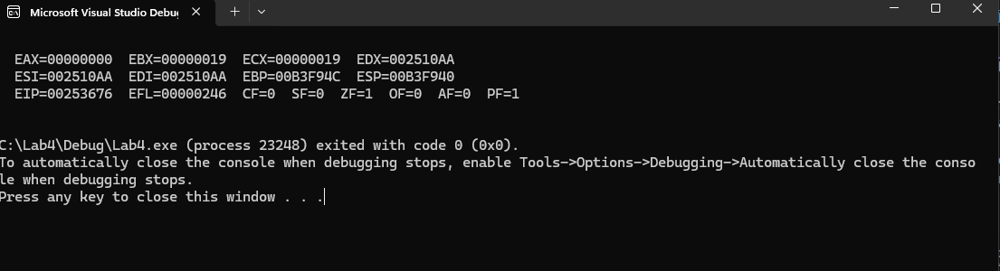 Microsoft Visual Studio Debu
EAX=00000000  EBX=00000019  ECX=00000019  EDX=002510AA
ESI=002510AA  EDI=002510AA  EBP=00B3F94C  ESP=00B3F940
EIP=00253676  EFL=00000246  CF=0  SF=0  ZF=1  OF=0  AF=0  PF=1
C:\Lab4\Debug\Lab4.exe (process 23248) exited with code 0 (0x0).
To automatically close the console when debugging stops, enable Tools->Options->Debugging->Automatically close the conso
le when debugging stops.
Press any key to close this window . . .